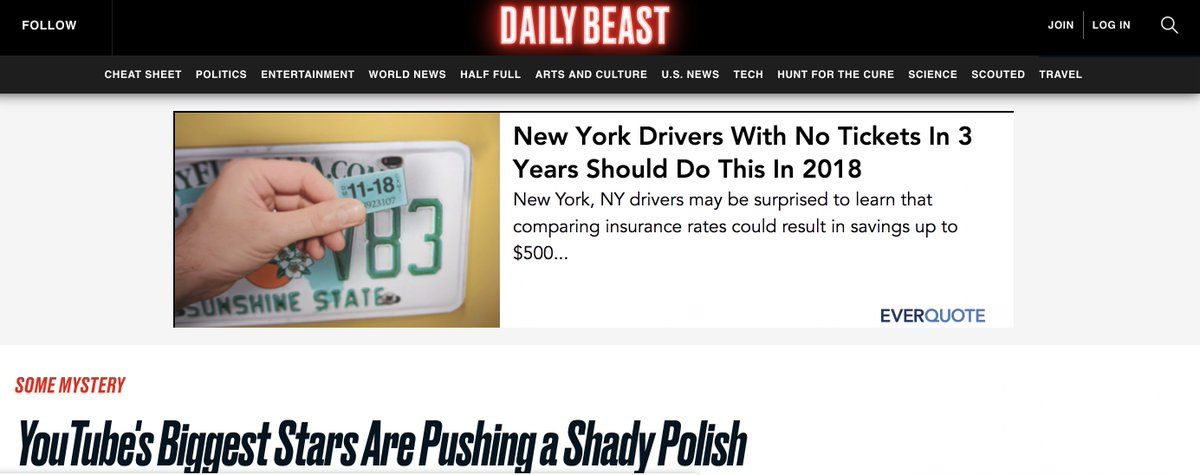 FOLLOW
DAILY BEAST
JOIN
LOG IN
CHEAT SHEET POLITICS ENTERTAINMENT WORLD NEWS HALF FULL ARTS AND CULTURE U.S. NEWS TECH HUNT FOR THE CURE SCIENCE SCOUTED TRAVEL
11-18
83
SUNSHINE STATE
New York Drivers With No Tickets In 3
Years Should Do This In 2018
New York, NY drivers may be surprised to learn that
comparing insurance rates could result in savings up to
$500...
EVERQUOTE
SOME MYSTERY
YouTube's Biggest Stars Are Pushing a Shady Polish